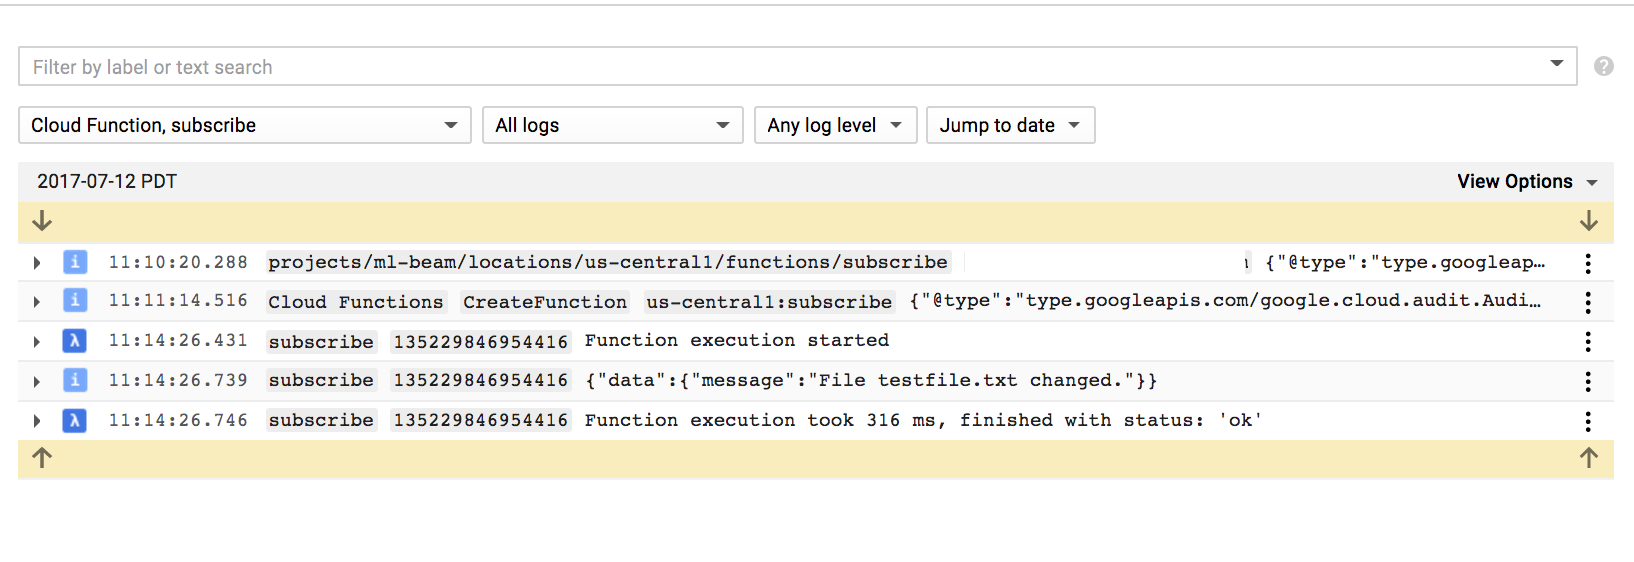 Filter by label or text search
Cloud Function, subscribe All logs Any log level Jump to date
2017-07-12 PDT View Options
i 11:10:20.288 projects/ml-beam/locations/us-central1/functions/subscribe {"@type":"type.googleap…
i 11:11:14.516 Cloud Functions CreateFunction us-central1:subscribe {"@type":"type.googleapis.com/google.cloud.audit.Audi…
λ 11:14:26.431 subscribe 135229846954416 Function execution started
i 11:14:26.739 subscribe 135229846954416 {"data":{"message":"File testfile.txt changed."}}
λ 11:14:26.746 subscribe 135229846954416 Function execution took 316 ms, finished with status: 'ok'